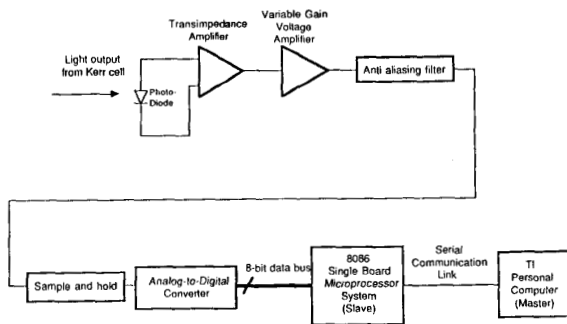 Transimpedance
Amplifier
Variable Gain
Voltage
Amplifier
Light output
from Kerr cell
Photo-
Diode
Anti aliasing filter
Sample and hold
Analog-to-Digital
Converter
8-bit data bus
8086
Single Board
Microprocessor
System
(Slave)
Serial
Communication
Link
TI
Personal
Computer
(Master)